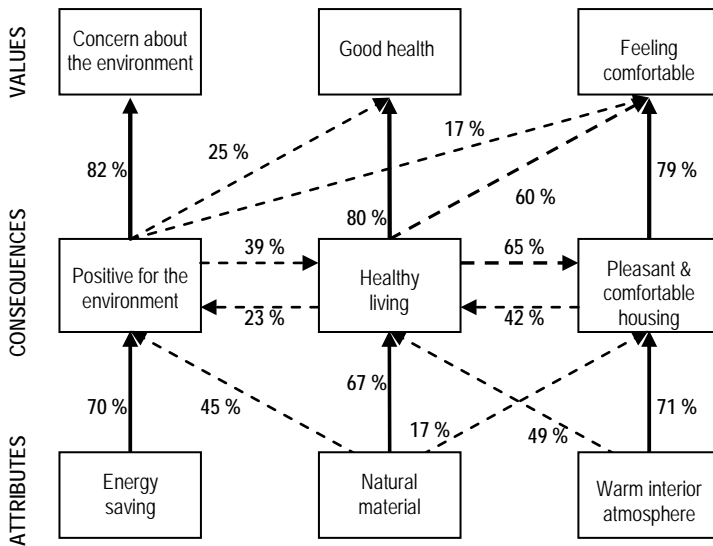 VALUES
Concern about
the environment
Good health
Feeling
comfortable
25 %
17 %
82 %
80 %
60 %
79 %
CONSEQUENCES
Positive for the
environment
39 %
Healthy
living
65 %
Pleasant &
comfortable
housing
23 %
42 %
70 %
45 %
67 %
17 %
49 %
71 %
ATTRIBUTES
Energy
saving
Natural
material
Warm interior
atmosphere